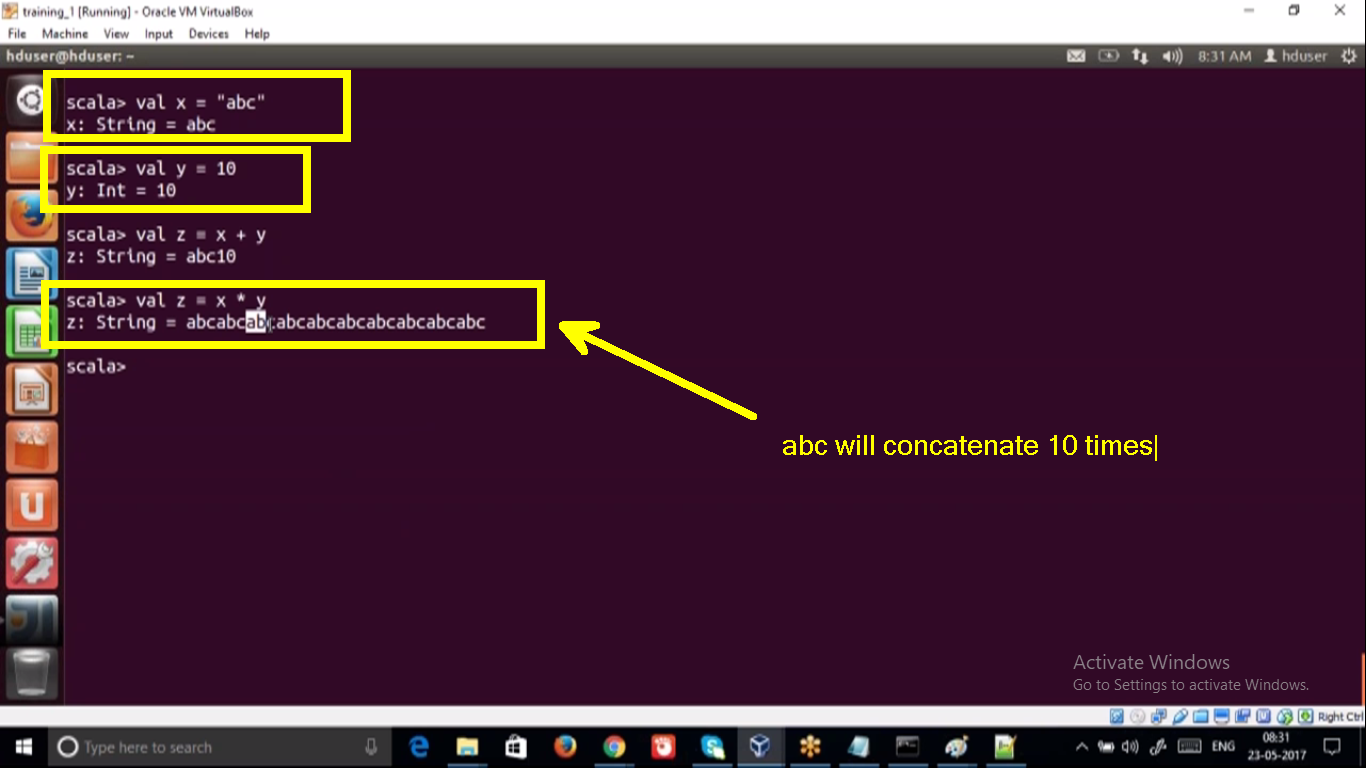 training_1 [Running] - Oracle VM VirtualBox
File Machine View Input Devices Help
hduser@hduser: ~
8:31 AM hduser
scala> val x = "abc"
x: String = abc
scala> val y = 10
y: Int = 10
scala> val z = x + y
z: String = abc10
scala> val z = x * y
z: String = abcabcabcabcabcabcabcabcabcabc
scala>
abc will concatenate 10 times
Activate Windows
Go to Settings to activate Windows.
Right Ctrl
Type here to search
ENG
08:31
23-05-2017